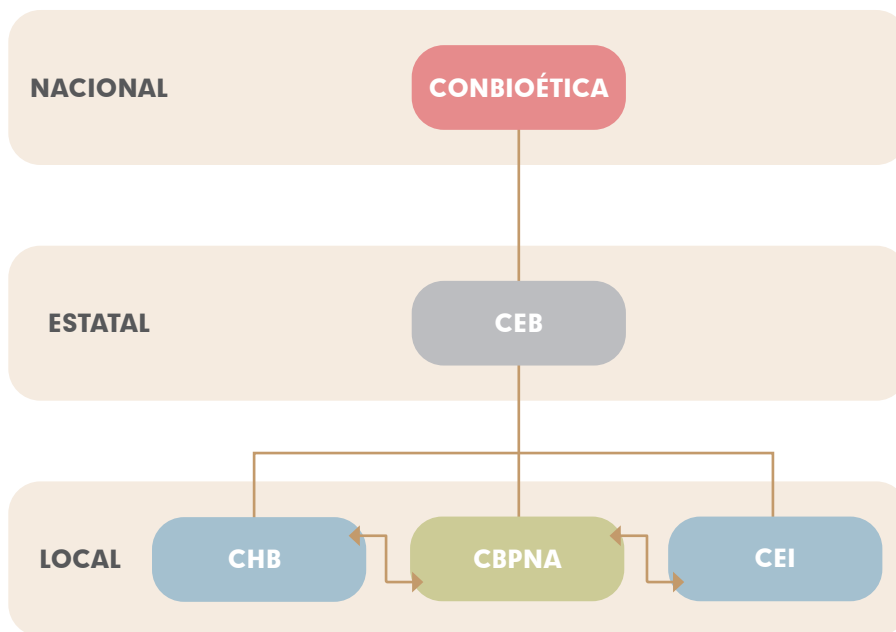 NACIONAL
CONBIOÉTICA
ESTATAL
CEB
LOCAL
CHB
CBPNA
CEI